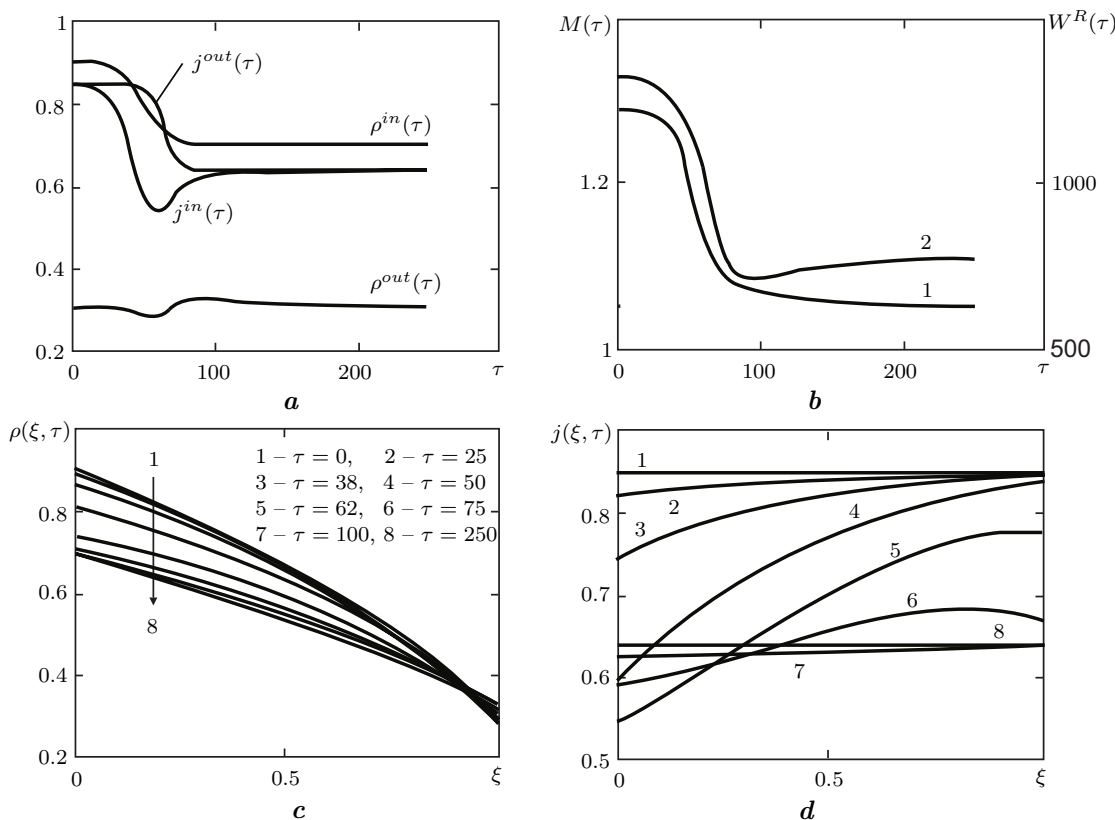 1
0.8
0.6
0.4
0.2
j^{out}(τ)
ρ^{in}(τ)
j^{in}(τ)
ρ^{out}(τ)
0
100
200
τ
a
M(τ)
W^R(τ)
1.2
1000
2
1
1
500
0
100
200
τ
b
ρ(ξ, τ)
0.8
0.6
0.4
0.2
1
8
1 – τ = 0, 2 – τ = 25
3 – τ = 38, 4 – τ = 50
5 – τ = 62, 6 – τ = 75
7 – τ = 100, 8 – τ = 250
0
0.5
ξ
c
j(ξ, τ)
0.8
0.7
0.6
0.5
1
2
3
4
5
6
8
7
0
0.5
ξ
d